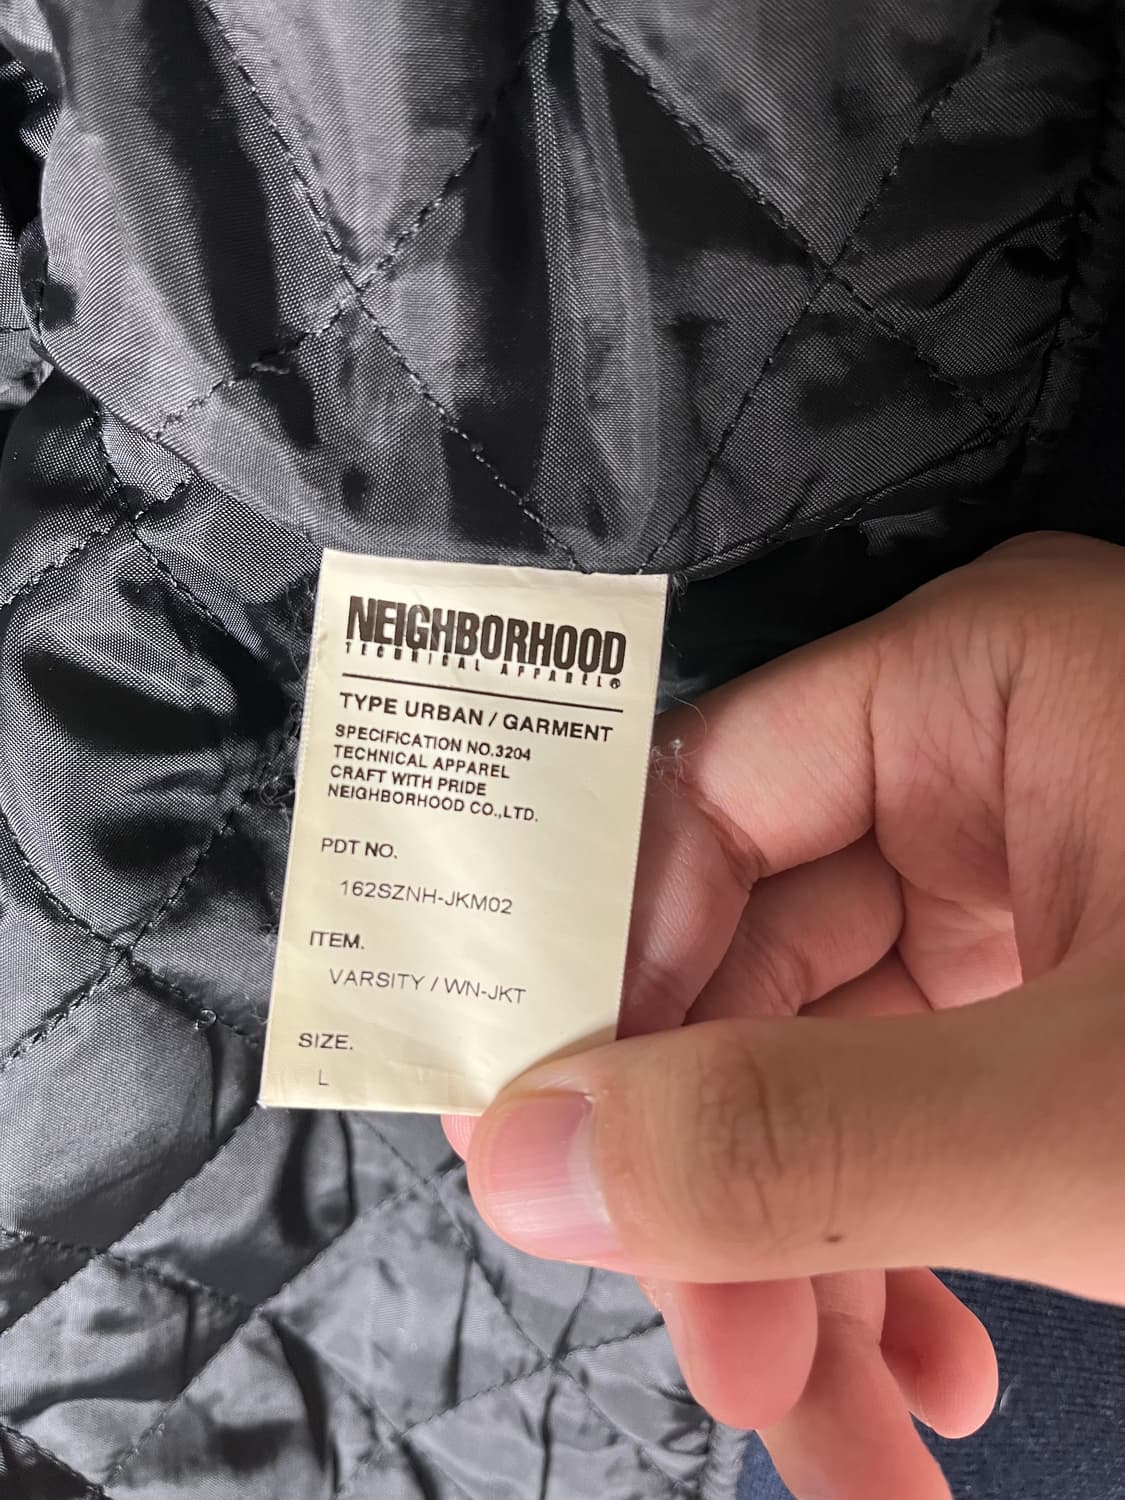 NEIGHBORHOOD
TECHNICAL APPAREL®
TYPE URBAN / GARMENT
SPECIFICATION NO.3204
TECHNICAL APPAREL
CRAFT WITH PRIDE
NEIGHBORHOOD CO.,LTD.
PDT NO.
162SZNH-JKM02
ITEM.
VARSITY / WN-JKT
SIZE.
L